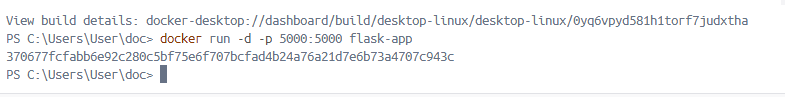 View build details: docker-desktop://dashboard/build/desktop-linux/desktop-linux/0yq6vpyd581h1torf7judxtha
PS C:\Users\User\doc> docker run -d -p 5000:5000 flask-app
370677fcfabb6e92c280c5bf75e6f707bcfad4b24a76a21d7e6b73a4707c943c
PS C:\Users\User\doc>